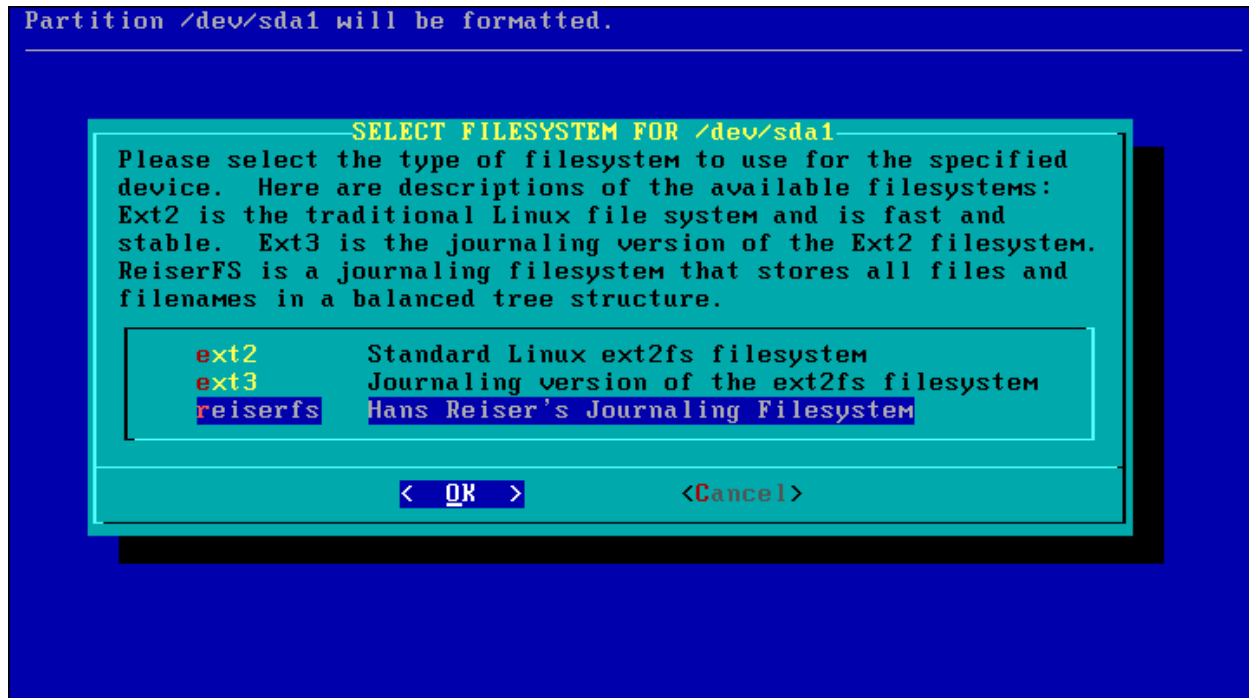 Partition /dev/sda1 will be formatted.
SELECT FILESYSTEM FOR /dev/sda1
Please select the type of filesystem to use for the specified
device.  Here are descriptions of the available filesystems:
Ext2 is the traditional Linux file system and is fast and
stable.  Ext3 is the journaling version of the Ext2 filesystem.
ReiserFS is a journaling filesystem that stores all files and
filenames in a balanced tree structure.
ext2 Standard Linux ext2fs filesystem
ext3 Journaling version of the ext2fs filesystem
reiserfs Hans Reiser's Journaling Filesystem
< OK > <Cancel>